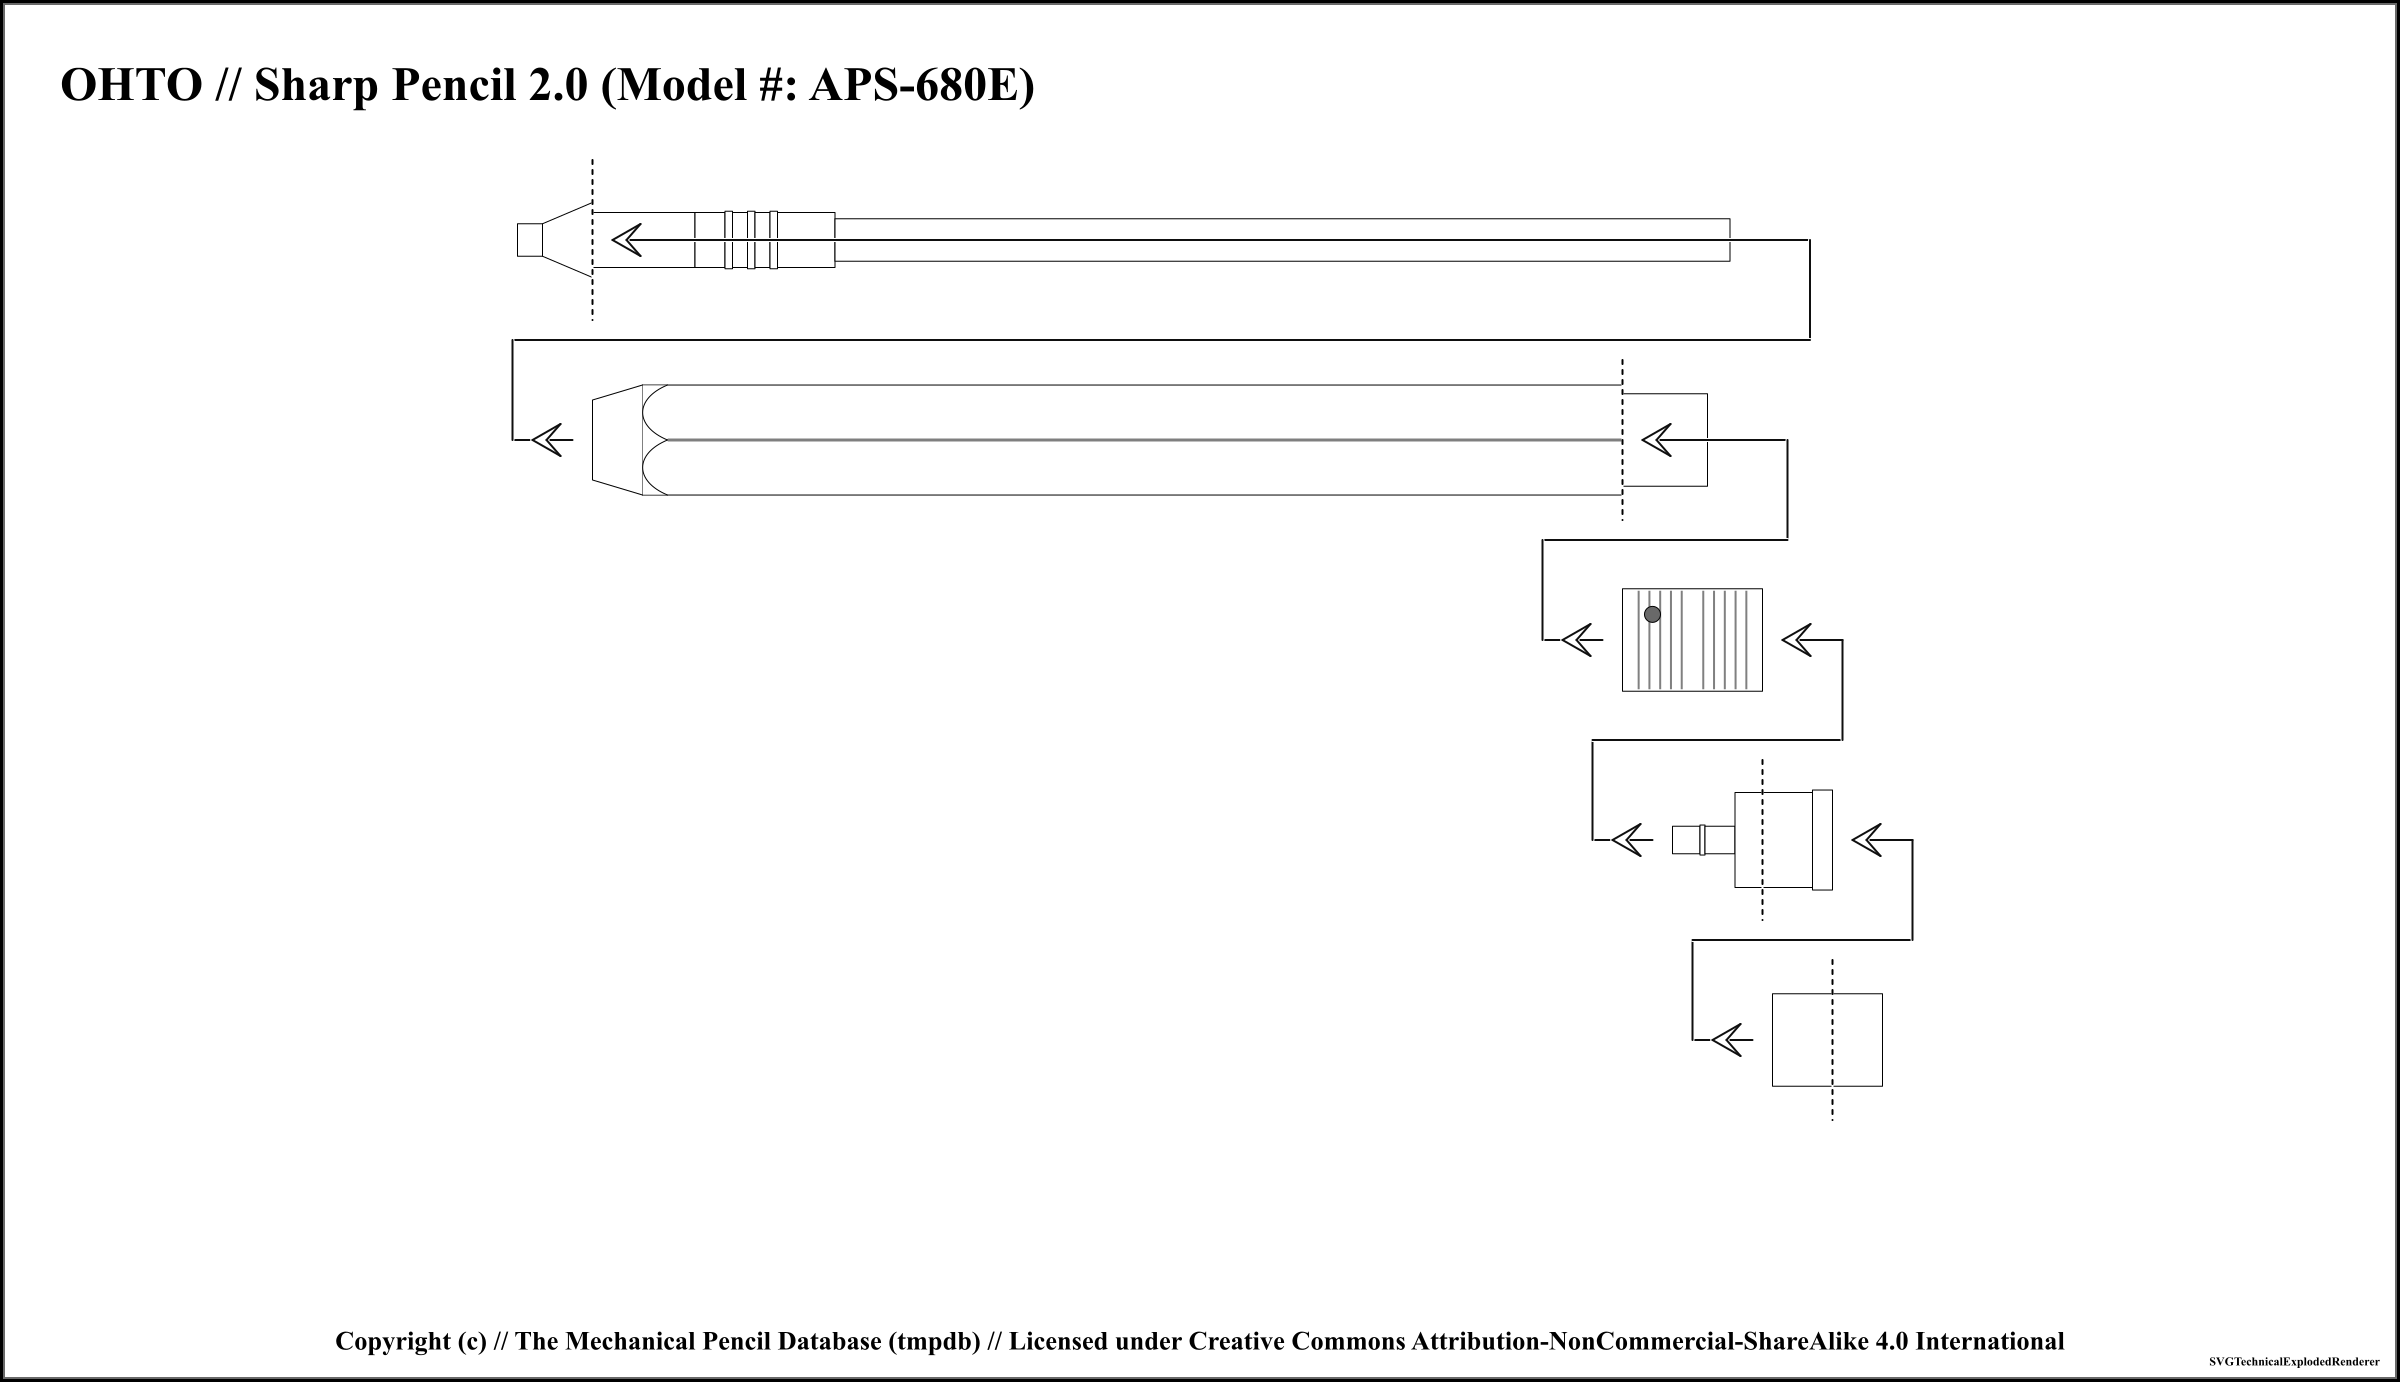 OHTO // Sharp Pencil 2.0 (Model #: APS-680E)
Copyright (c) // The Mechanical Pencil Database (tmpdb) // Licensed under Creative Commons Attribution-NonCommercial-ShareAlike 4.0 International
SVGTechnicalExplodedRenderer